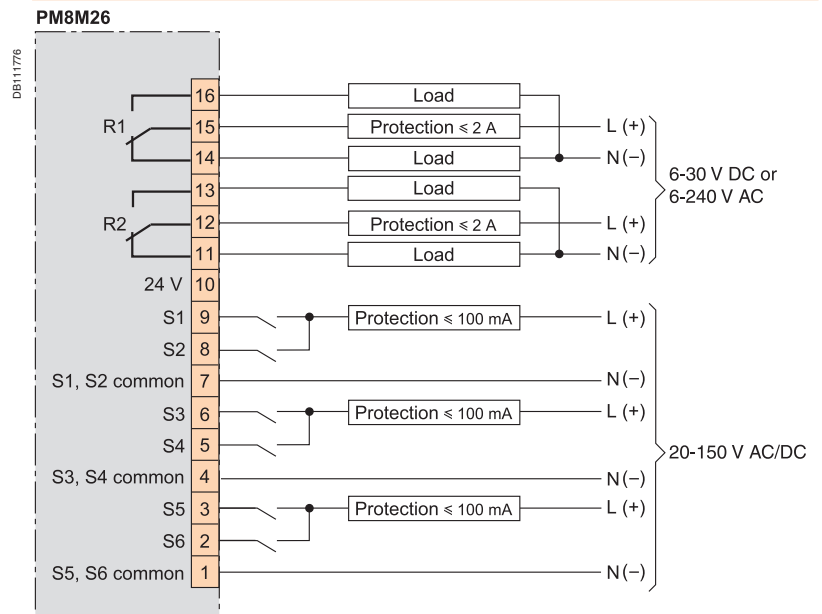 PM8M26
DB111776
16 Load
R1 15 Protection ⩽ 2 A L (+)
14 Load N (−)
13 Load
6-30 V DC or
6-240 V AC
R2 12 Protection ⩽ 2 A L (+)
11 Load N (−)
24 V 10
S1 9 Protection ⩽ 100 mA L (+)
S2 8
S1, S2 common 7 N (−)
S3 6 Protection ⩽ 100 mA L (+)
S4 5
20-150 V AC/DC
S3, S4 common 4 N (−)
S5 3 Protection ⩽ 100 mA L (+)
S6 2
S5, S6 common 1 N (−)